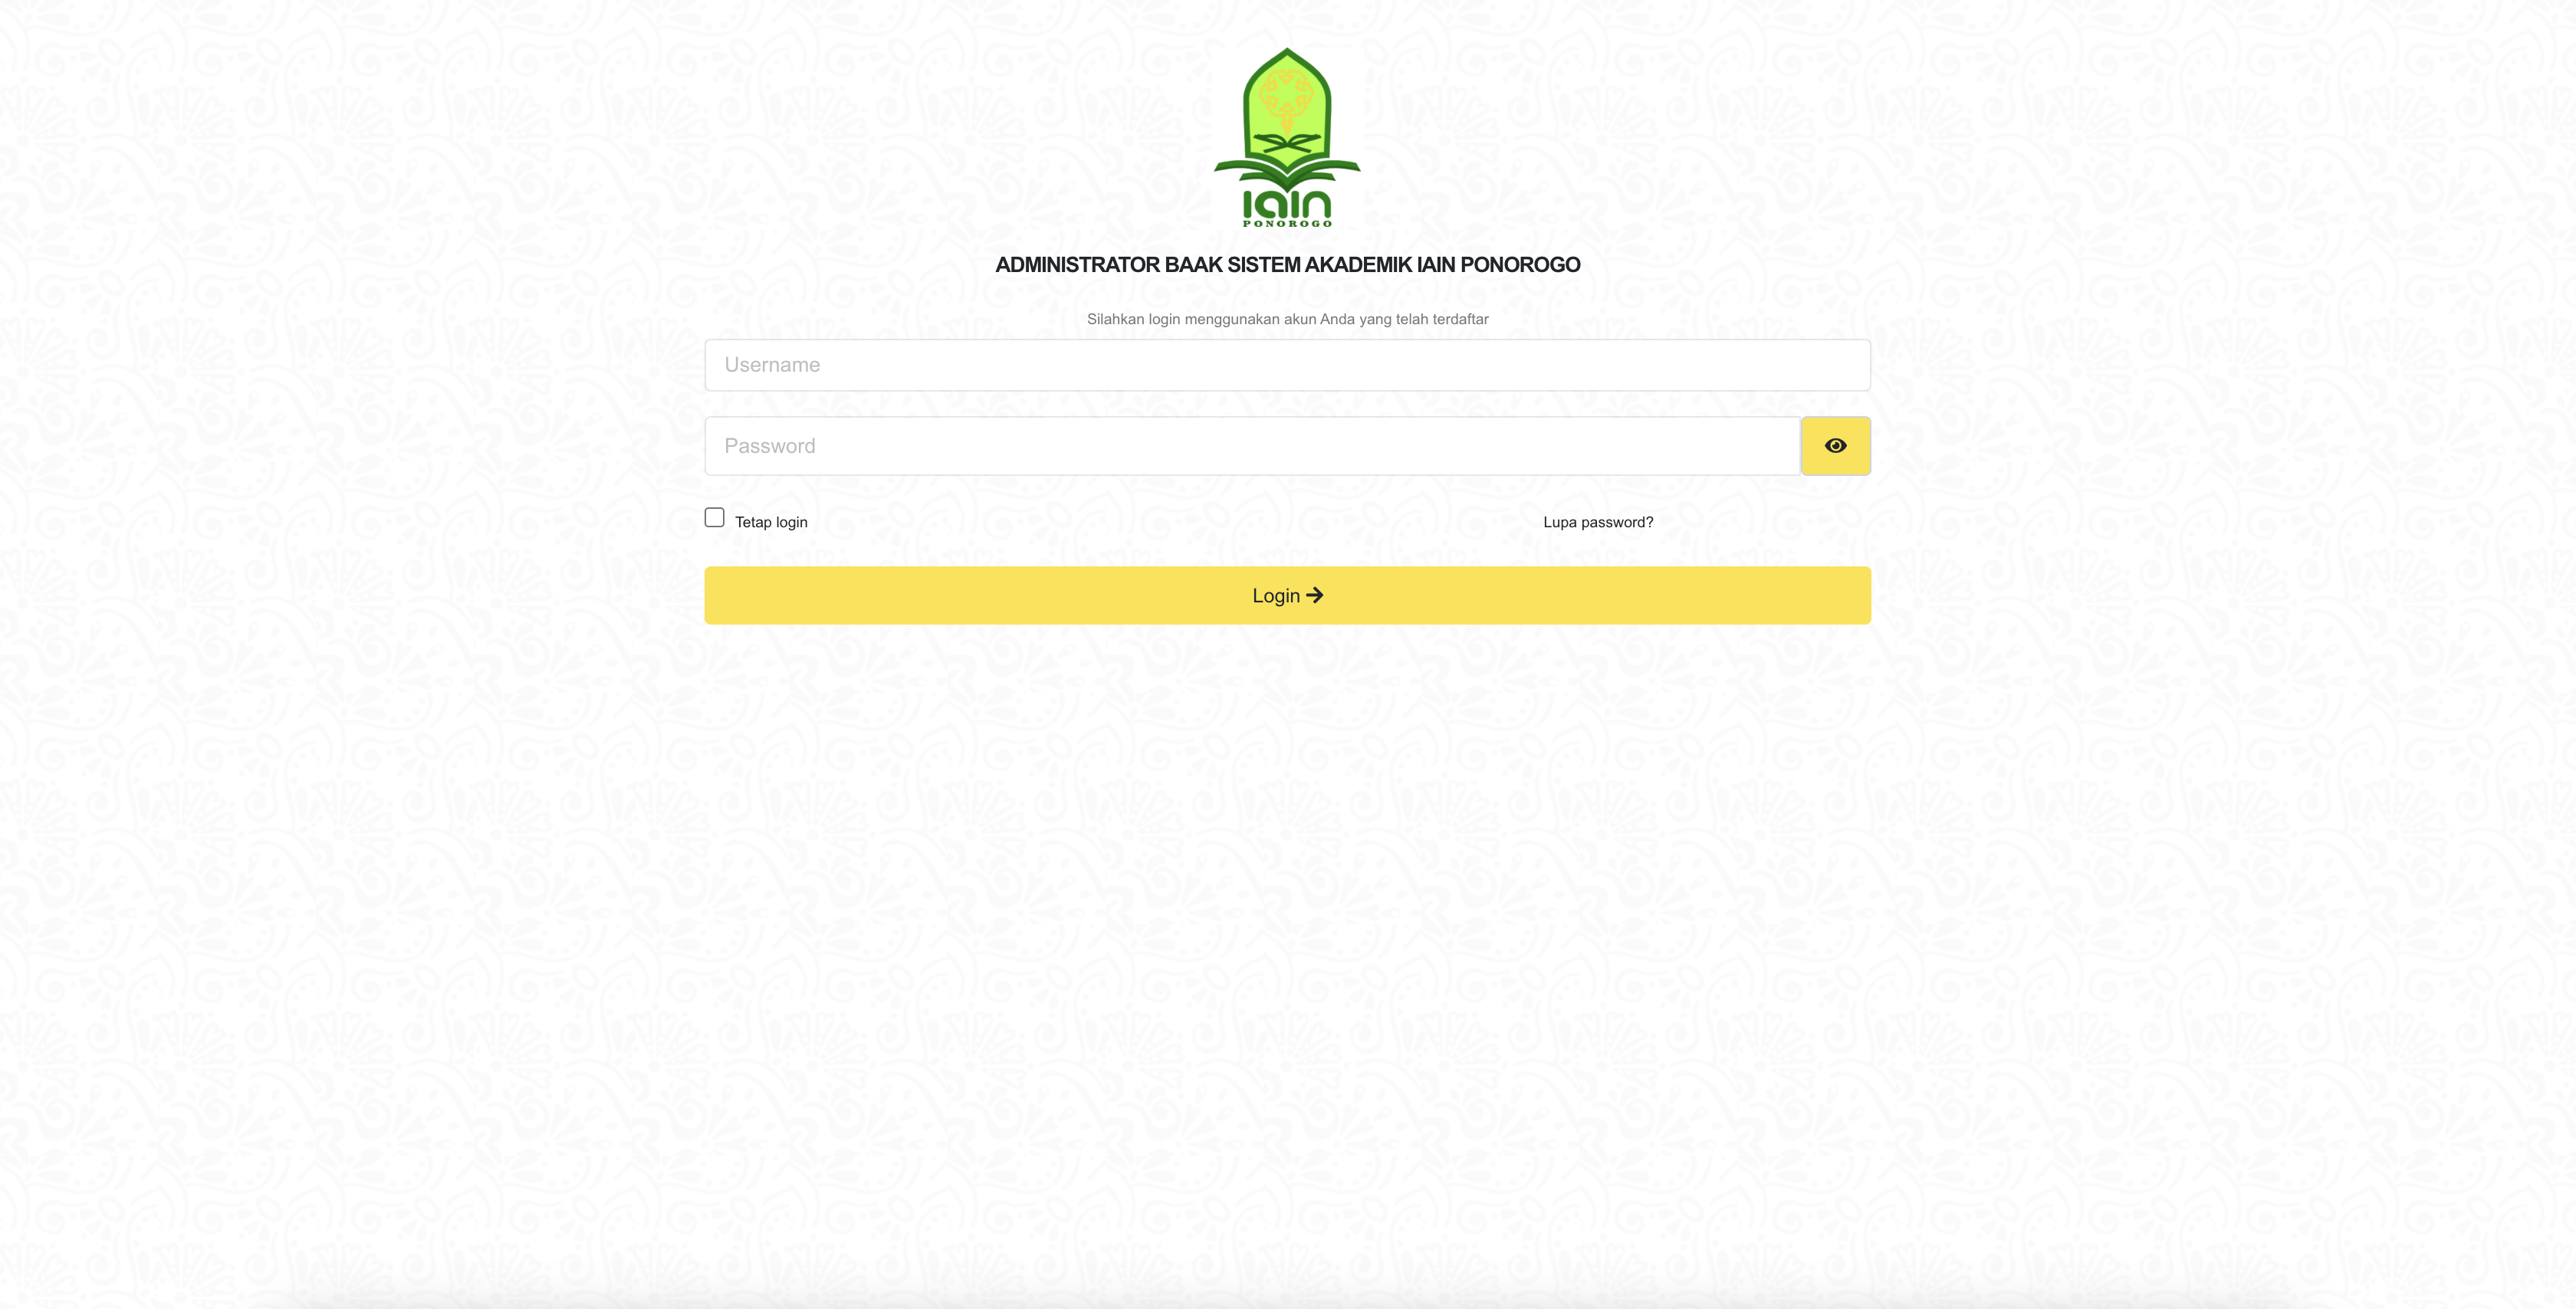 iain
PONOROGO
ADMINISTRATOR BAAK SISTEM AKADEMIK IAIN PONOROGO
Silahkan login menggunakan akun Anda yang telah terdaftar
Username
Password
Tetap login
Lupa password?
Login